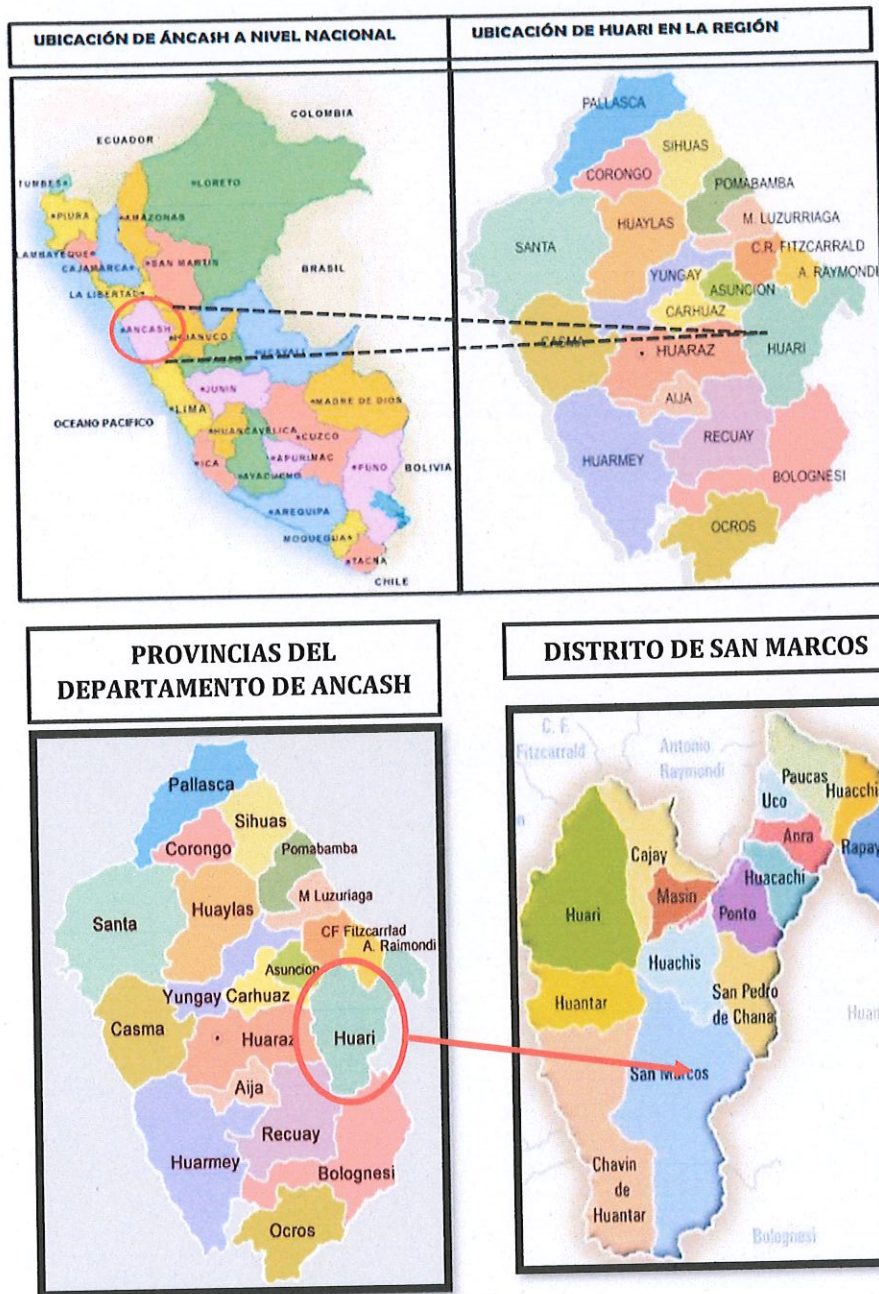 UBICACIÓN DE ÁNCASH A NIVEL NACIONAL
UBICACIÓN DE HUARI EN LA REGIÓN
COLOMBIA
ECUADOR
TUMBES
LORETO
PIURA
AMAZONAS
LAMBAYEQUE
CAJAMARCA
SAN MARTIN
BRASIL
LA LIBERTAD
ANCASH
HUANUCO
UCAYALI
JUNIN
LIMA
MADRE DE DIOS
OCEANO PACIFICO
HUANCAVELICA
CUZCO
ICA
APURIMAC
PUNO
BOLIVIA
AYACUCHO
AREQUIPA
MOQUEGUA
TACNA
CHILE
PALLASCA
SIHUAS
CORONGO
POMABAMBA
M. LUZURRIAGA
HUAYLAS
SANTA
C.R. FITZCARRALD
A. RAYMONDI
YUNGAY
ASUNCION
CARHUAZ
CASMA
HUARAZ
HUARI
AIJA
RECUAY
HUARMEY
BOLOGNESI
OCROS
PROVINCIAS DEL
DEPARTAMENTO DE ANCASH
DISTRITO DE SAN MARCOS
Pallasca
Sihuas
Corongo
Pomabamba
M Luzuriaga
Huaylas
Santa
CF Fitzcarrlad
A. Raimondi
Asuncion
Yungay Carhuaz
Casma
Huaraz
Huari
Aija
Recuay
Huarmey
Bolognesi
Ocros
C. F.
Fitzcarrald
Antonio
Raymondi
Paucas
Uco
Huacchi
Anra
Rapay
Cajay
Huacachi
Masin
Ponto
Huari
Huachis
San Pedro
de Chana
Huantar
Huan
San Marcos
Chavin
de
Huantar
Bolognesi